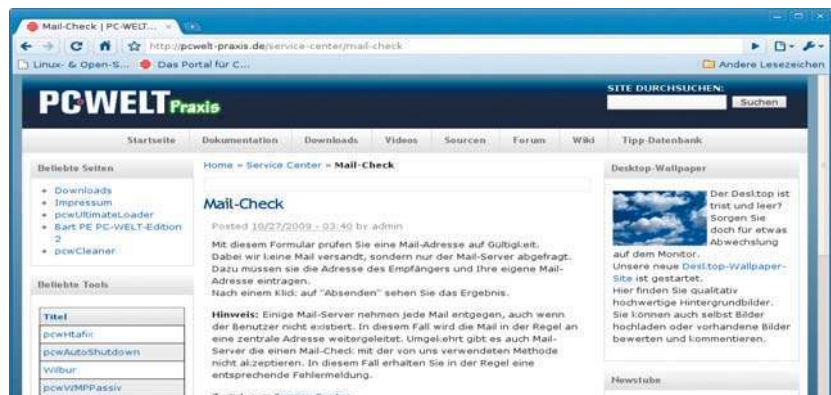 Mail-Check | PC-WELT...
http://pcwelt-praxis.de/service-center/mail-check
Linux- & Open-S...
Das Portal für C...
Andere Lesezeichen
PC WELT Praxis
SITE DURCHSUCHEN:
Suchen
Startseite Dokumentation Downloads Videos Sourcen Forum Wiki Tipp-Datenbank
Beliebte Seiten
Downloads
Impressum
pcwUltimateLoader
Bart PE PC-WELT-Edition
2
pcwCleaner
Beliebte Tools
Titel
pcwHtafix
pcwAutoShutdown
Wilbur
pcwWMPPassiv
Home » Service Center » Mail-Check
Mail-Check
Posted 10/27/2009 - 03:40 by admin
Mit diesem Formular prüfen Sie eine Mail-Adresse auf Gültigkeit.
Dabei wir keine Mail versandt, sondern nur der Mail-Server abgefragt.
Dazu müssen sie die Adresse des Empfängers und Ihre eigene Mail-
Adresse eintragen.
Nach einem Klick auf "Absenden" sehen Sie das Ergebnis.
Hinweis: Einige Mail-Server nehmen jede Mail entgegen, auch wenn
der Benutzer nicht existiert. In diesem Fall wird die Mail in der Regel an
eine zentrale Adresse weitergeleitet. Umgekehrt gibt es auch Mail-
Server die einen Mail-Check mit der von uns verwendeten Methode
nicht akzeptieren. In diesem Fall erhalten Sie in der Regel eine
entsprechende Fehlermeldung.
Desktop-Wallpaper
Der Desktop ist
trist und leer?
Sorgen Sie
doch für etwas
Abwechslung
auf dem Monitor.
Unsere neue Desktop-Wallpaper-
Site ist gestartet.
Hier finden Sie qualitativ
hochwertige Hintergrundbilder.
Sie können auch selbst Bilder
hochladen oder vorhandene Bilder
bewerten und kommentieren.
Newstube